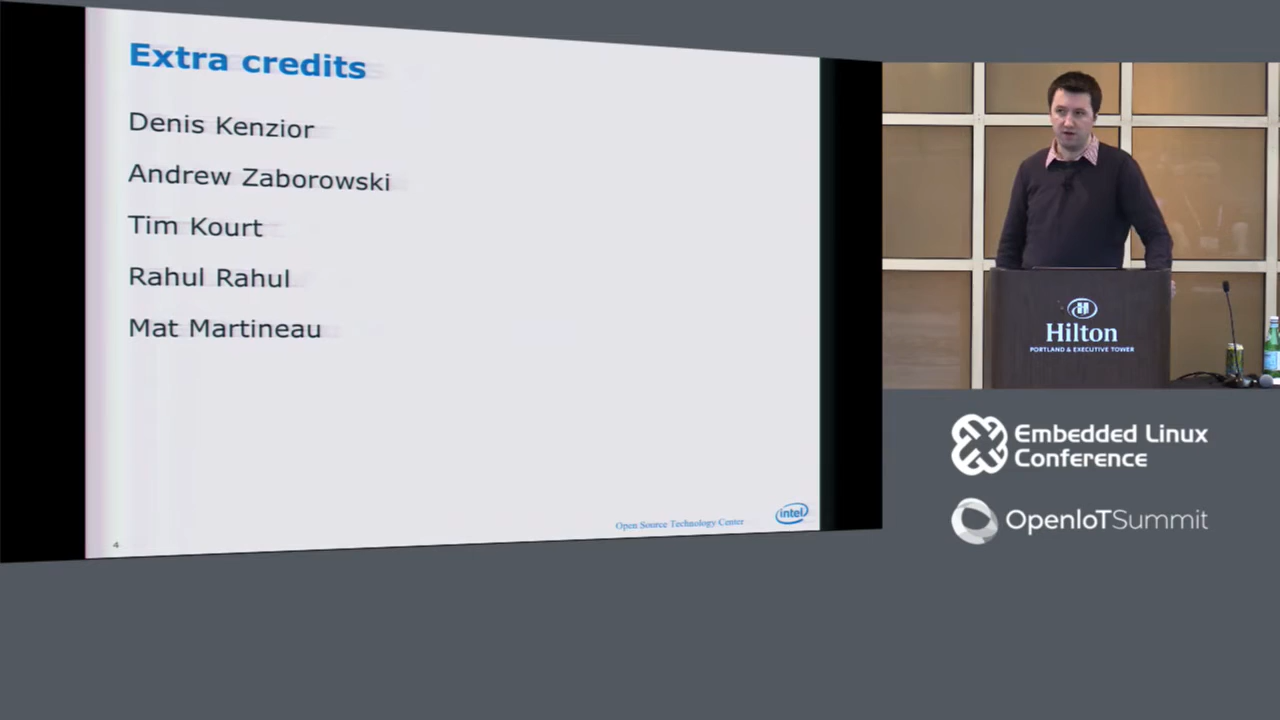 Extra credits
Denis Kenzior
Andrew Zaborowski
Tim Kourt
Rahul Rahul
Mat Martineau
Open Source Technology Center
intel
4
H
Hilton
PORTLAND & EXECUTIVE TOWER
Embedded Linux
Conference
OpenIoTSummit